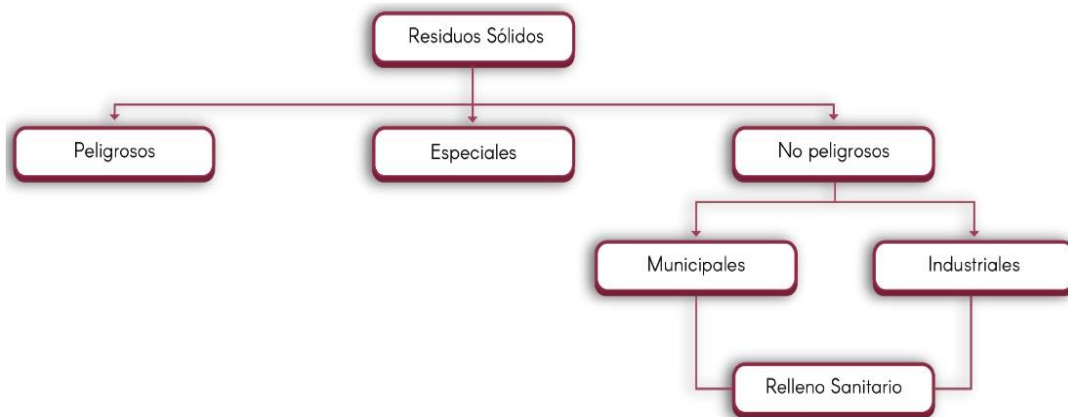 Residuos Sólidos
Peligrosos
Especiales
No peligrosos
Municipales
Industriales
Relleno Sanitario